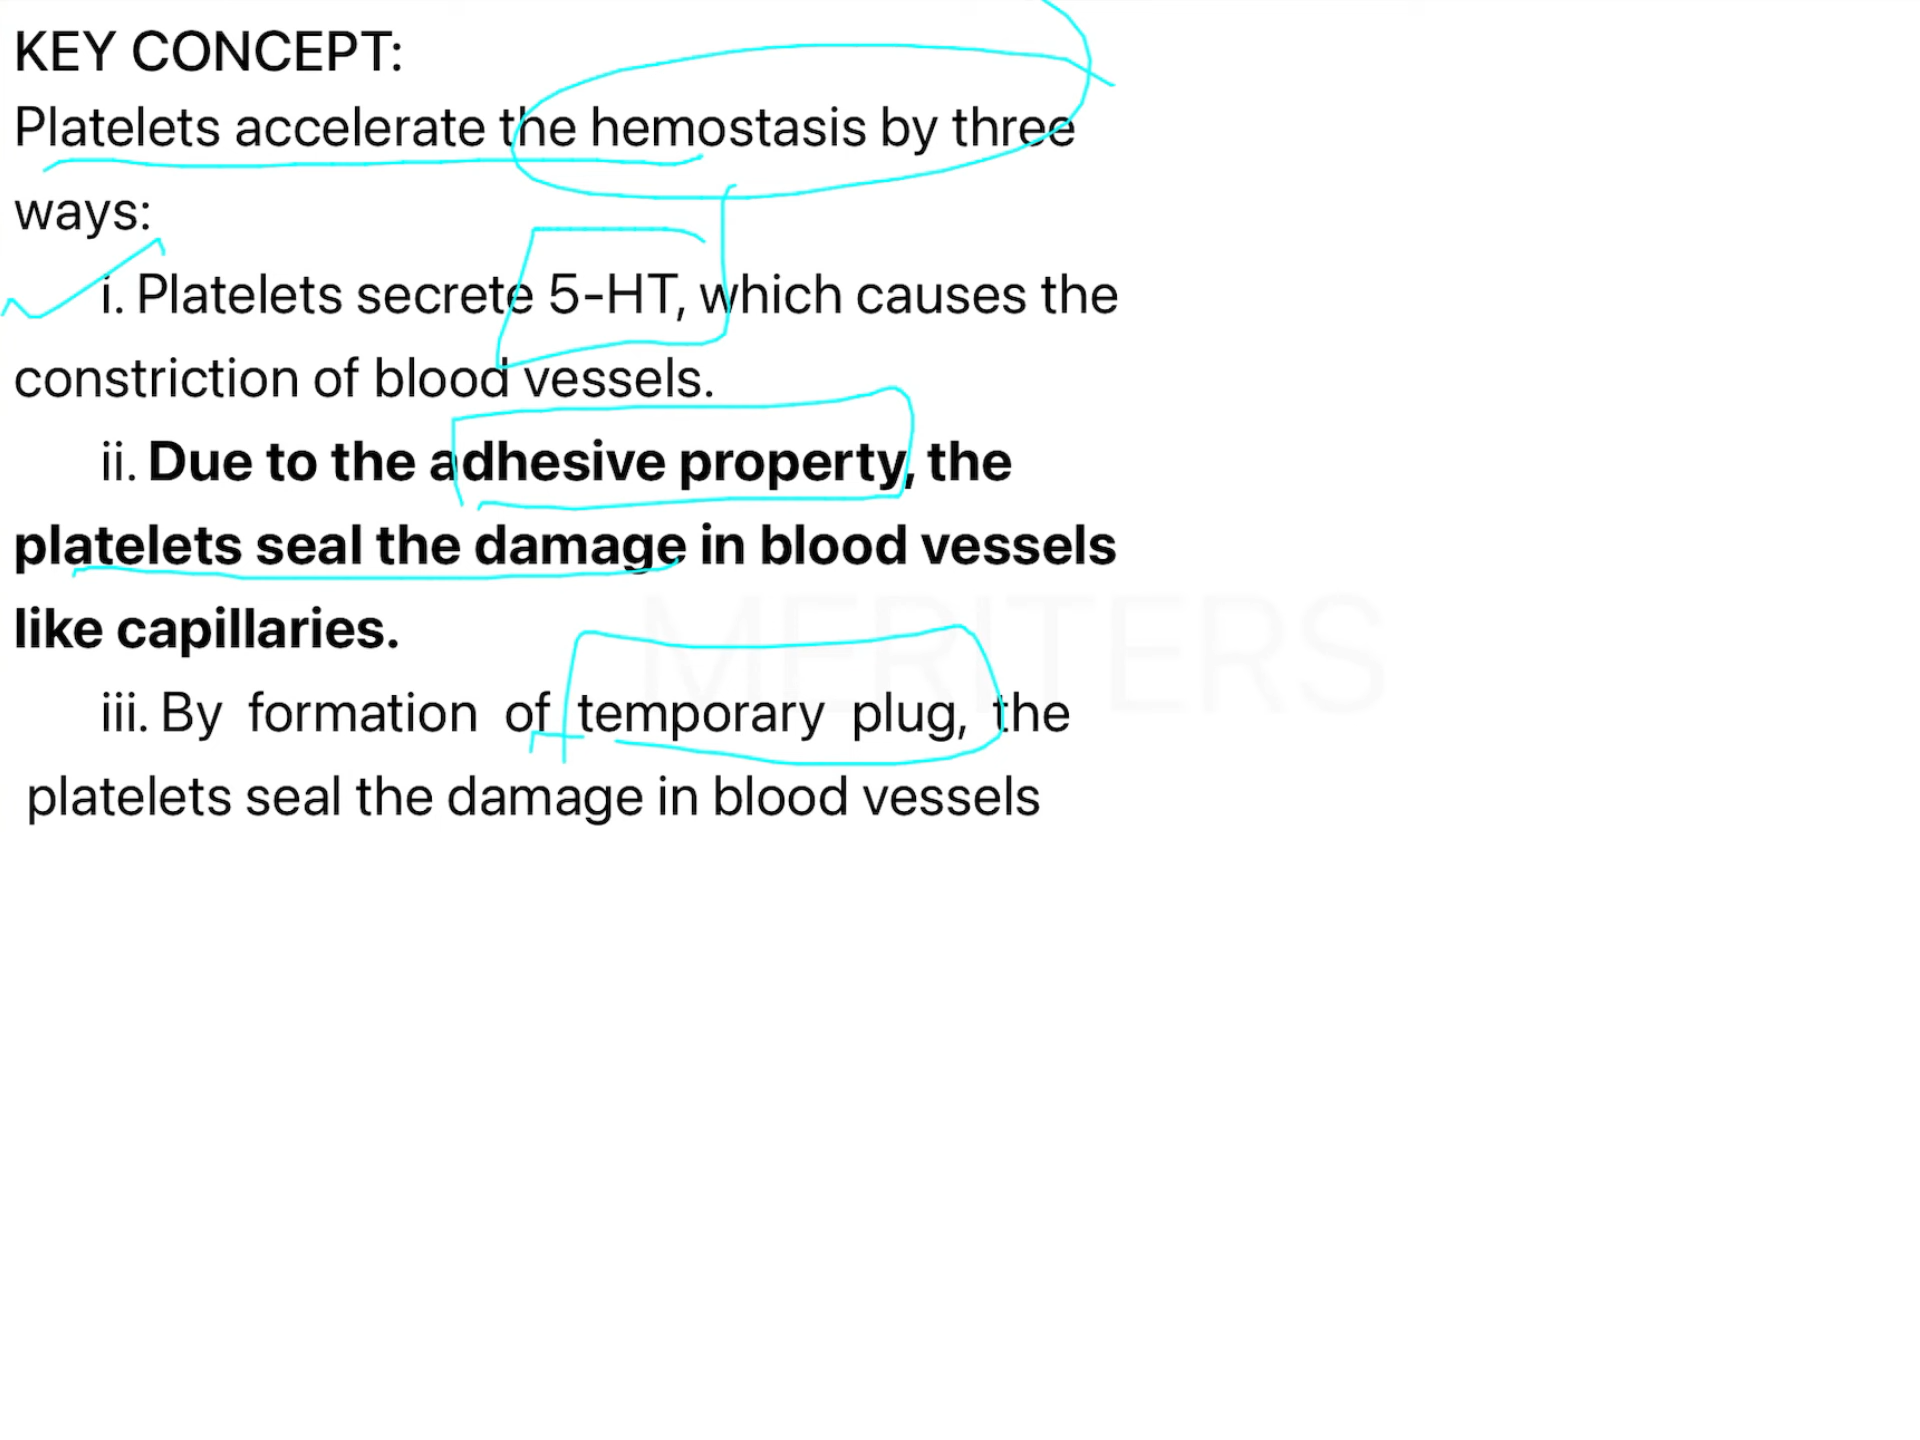 KEY CONCEPT:
Platelets accelerate the hemostasis by three
ways:
i. Platelets secrete 5-HT, which causes the
constriction of blood vessels.
ii. Due to the adhesive property, the
platelets seal the damage in blood vessels
like capillaries.
iii. By formation of temporary plug, the
platelets seal the damage in blood vessels
MERITERS